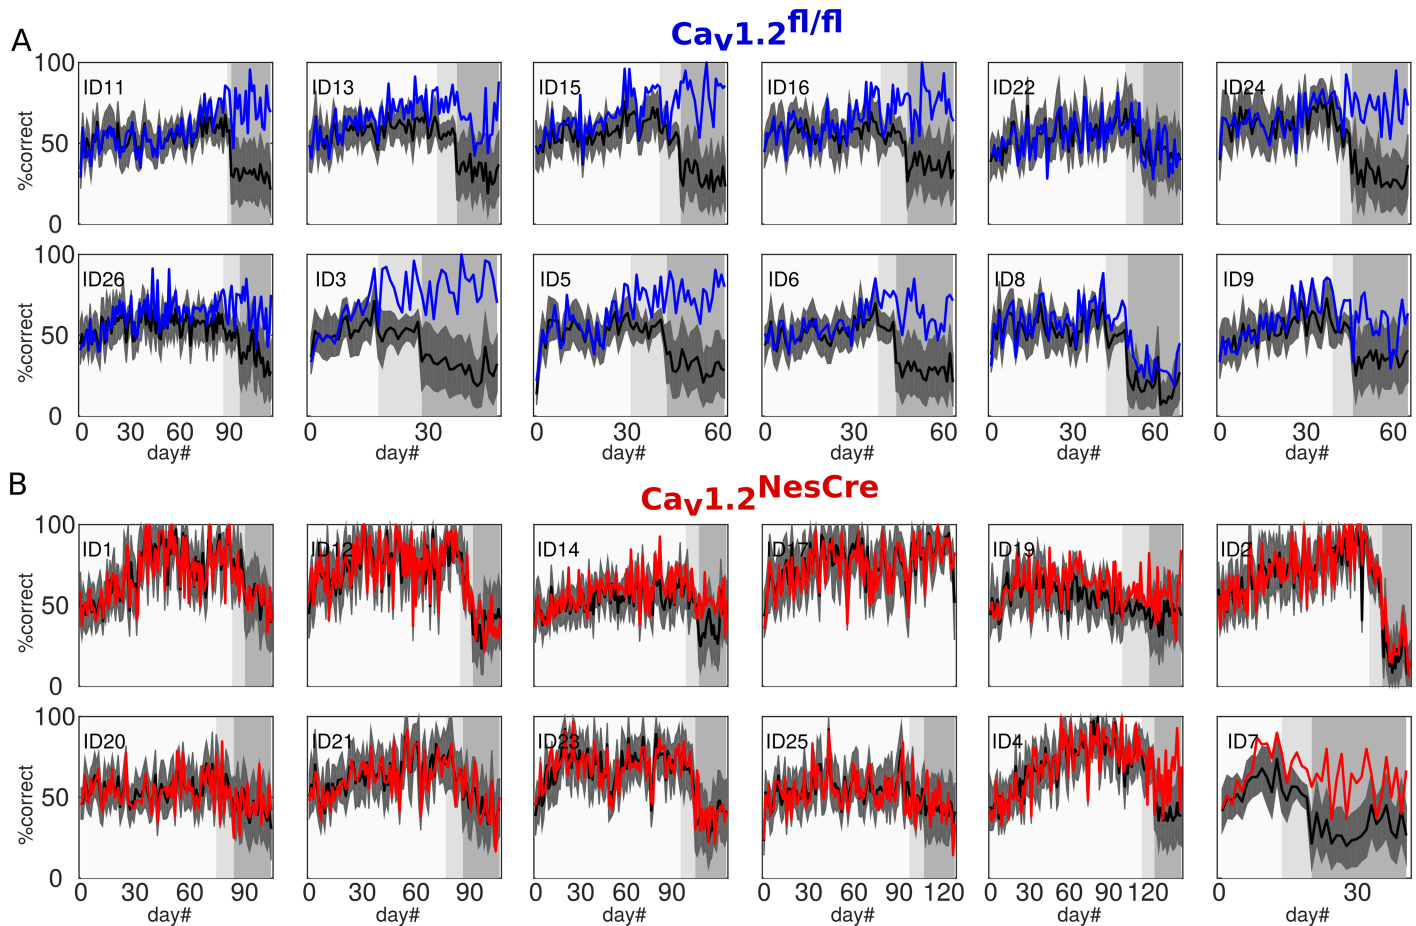 A
Cav1.2fl/fl
100
50
0
%correct
ID11
ID13
ID15
ID16
ID22
ID24
100
50
0
%correct
ID26
ID3
ID5
ID6
ID8
ID9
0 30 60 90
0 30
0 60
0 30 60
0 30 60
0 30 60
day#
day#
day#
day#
day#
day#
B
Cav1.2NesCre
100
50
0
%correct
ID1
ID12
ID14
ID17
ID19
ID2
100
50
0
%correct
ID20
ID21
ID23
ID25
ID4
ID7
0 30 60 90
0 30 60 90
0 30 60 90
0 30 60 90 120
0 30 60 90 120
0 30
day#
day#
day#
day#
day#
day#